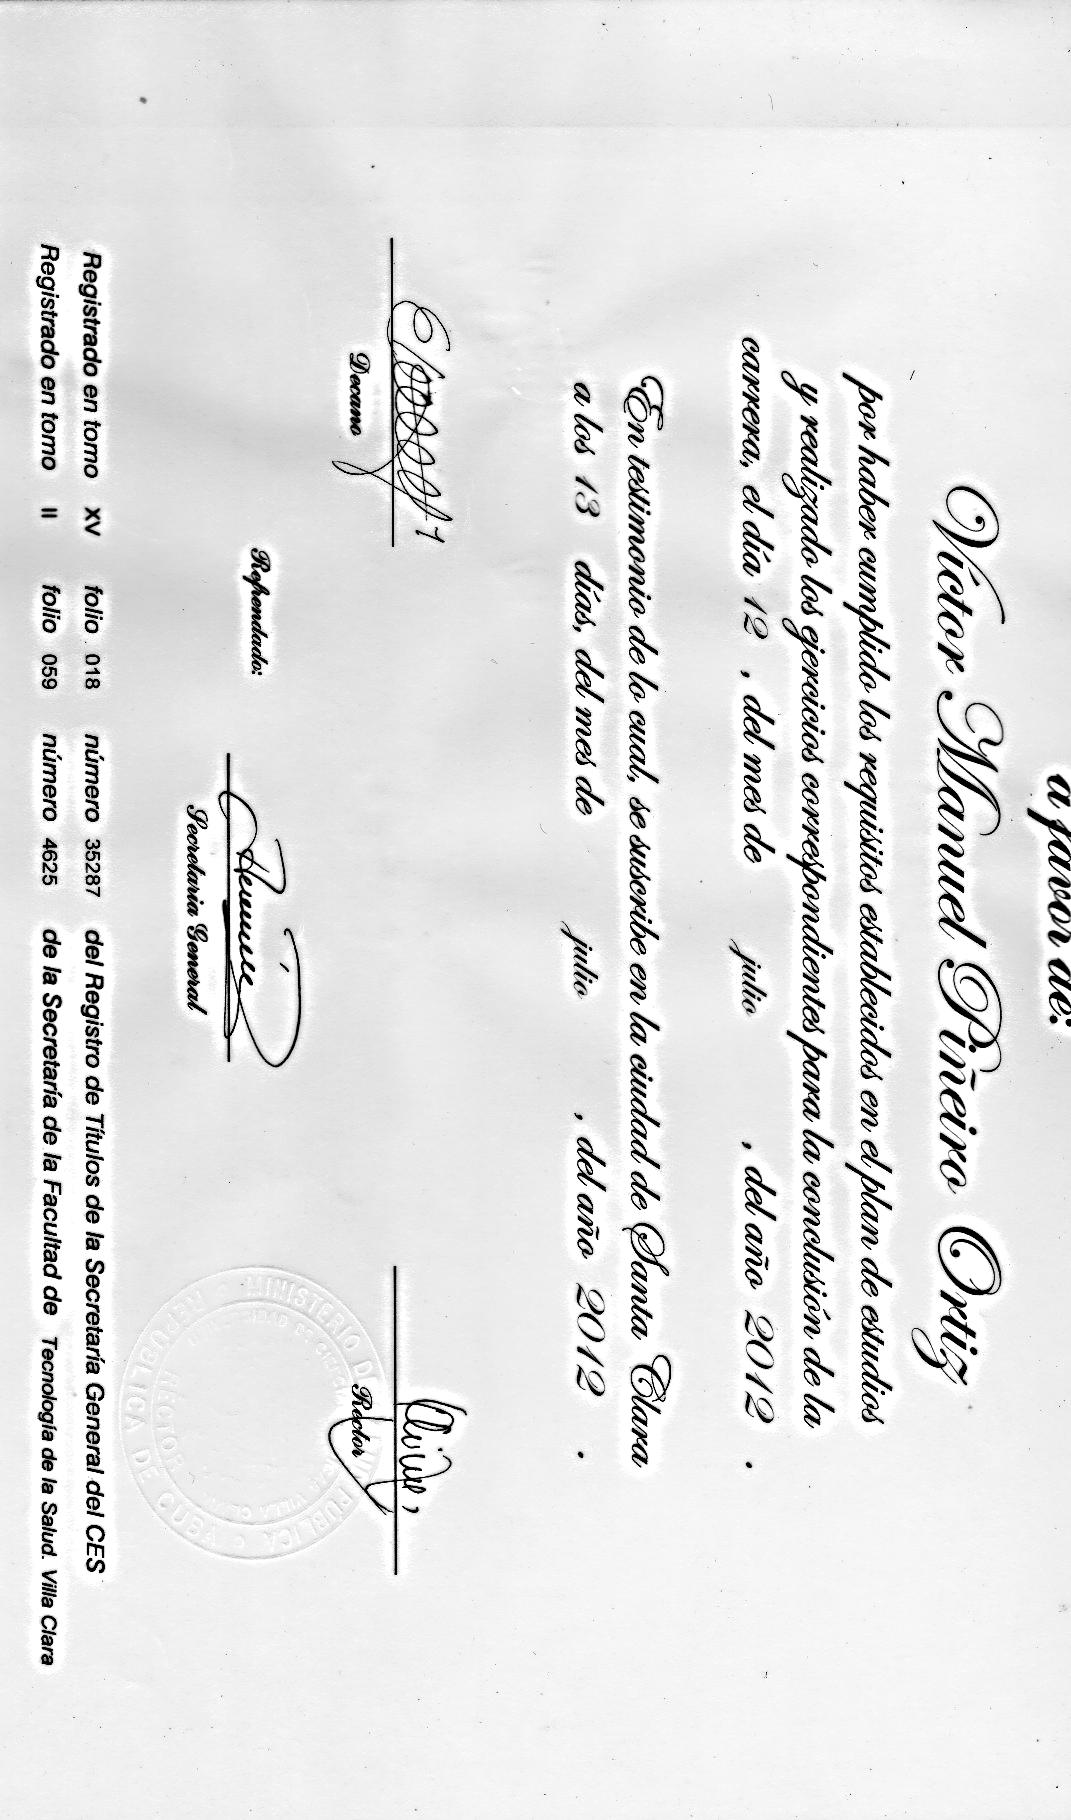 a favor de:
Víctor Manuel Piñeiro Ortiz
por haber cumplido los requisitos establecidos en el plan de estudios
y realizado los ejercicios correspondientes para la conclusión de la
carrera, el día 12 , del mes de julio , del año 2012 .
En testimonio de lo cual, se suscribe en la ciudad de Santa Clara
a los 13 días, del mes de julio , del año 2012 .
Decano
Rector
Refrendado:
Secretaria General
MINISTERIO DE PÚBLICA
REPÚBLICA DE CUBA
RECTOR
VILLA CLARA
Registrado en tomo XV folio 018 número 35287 del Registro de Títulos de la Secretaría General del CES
Registrado en tomo II folio 059 número 4625 de la Secretaría de la Facultad de Tecnología de la Salud. Villa Clara